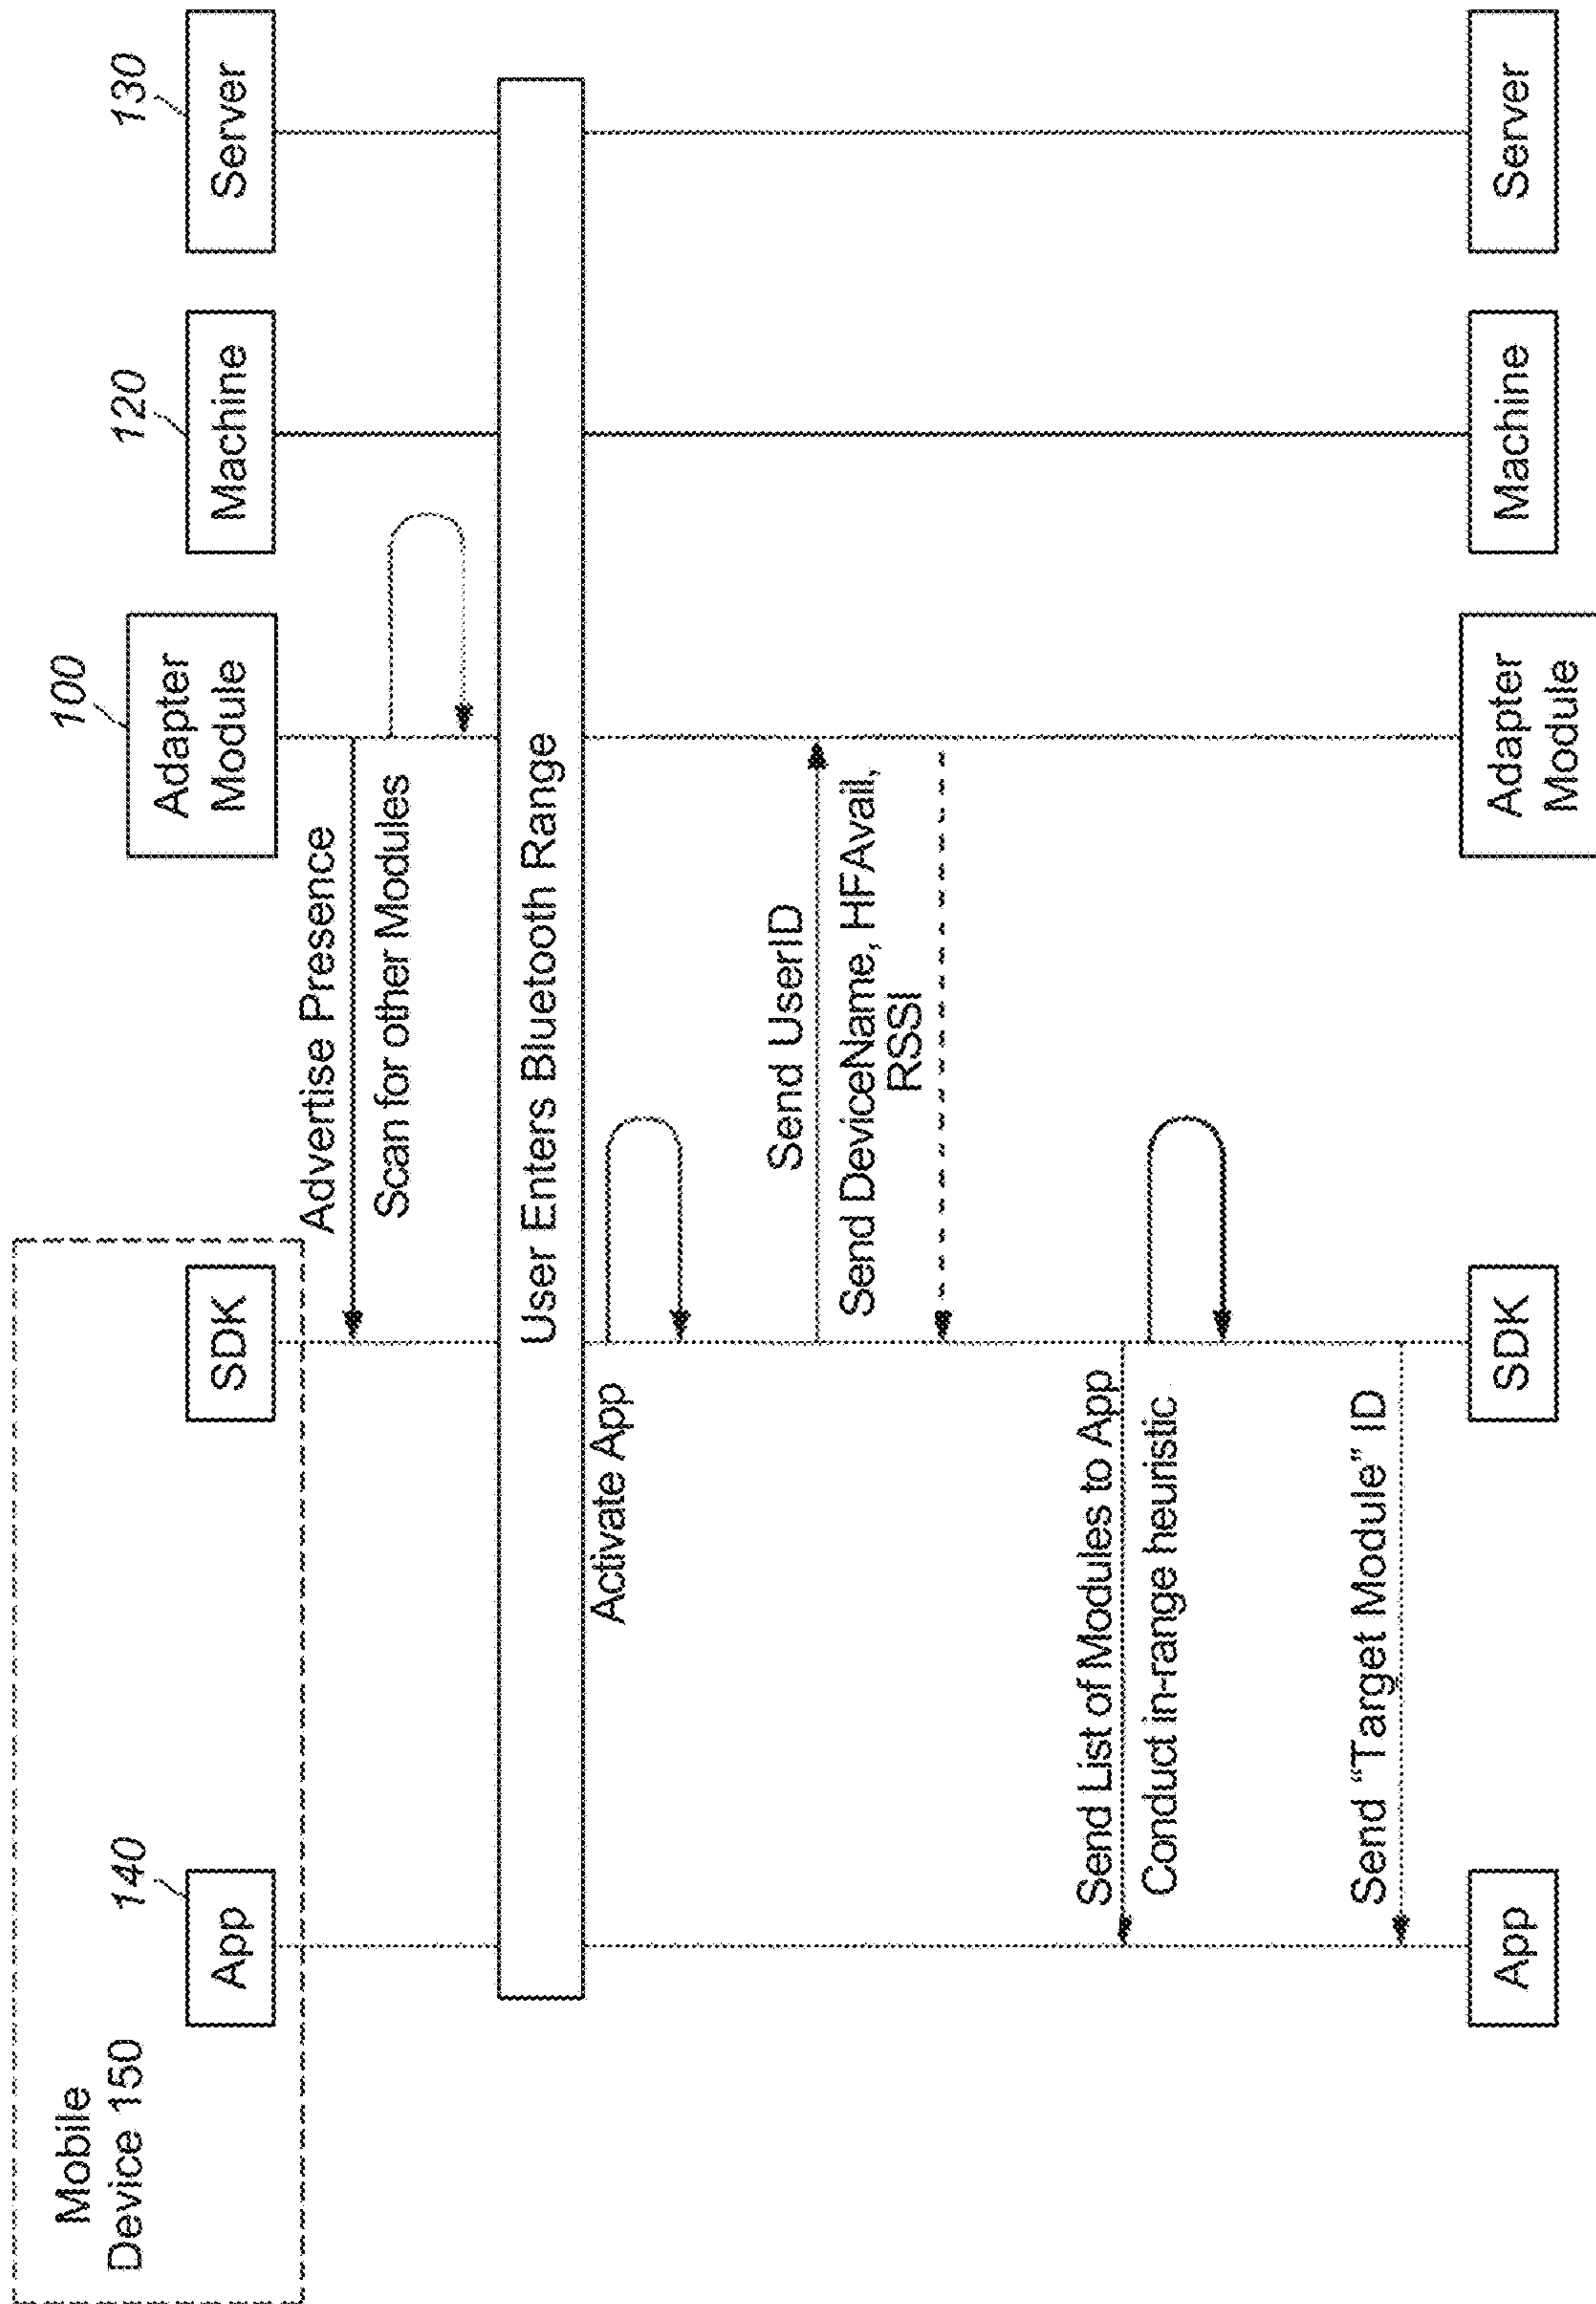 Mobile
Device 150
140
App
SDK
100
Adapter
Module
120
Machine
130
Server
Advertise Presence
Scan for other Modules
User Enters Bluetooth Range
Activate App
Send UserID
Send DeviceName, HFAvail,
RSSI
Send List of Modules to App
Conduct in-range heuristic
Send “Target Module” ID
App
SDK
Adapter
Module
Machine
Server